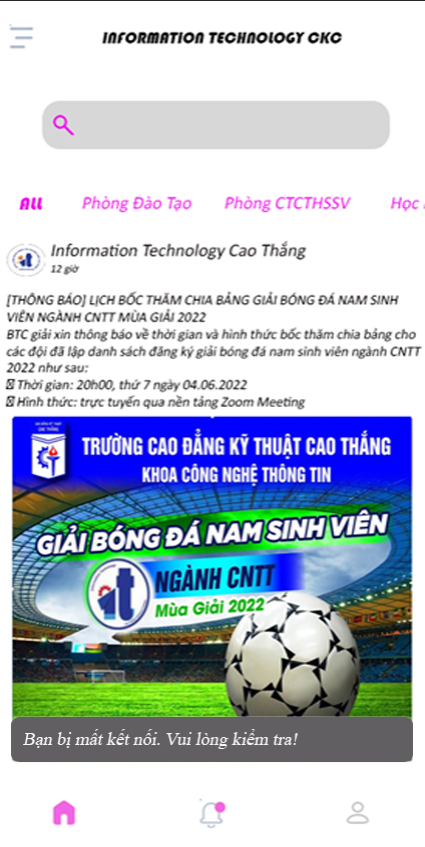 INFORMATION TECHNOLOGY CKC
ALL Phòng Đào Tạo Phòng CTCTHSSV Học
Information Technology Cao Thắng
12 giờ
[THÔNG BÁO] LỊCH BỐC THĂM CHIA BẢNG GIẢI BÓNG ĐÁ NAM SINH
VIÊN NGÀNH CNTT MÙA GIẢI 2022
BTC giải xin thông báo về thời gian và hình thức bốc thăm chia bảng cho
các đội đã lập danh sách đăng ký giải bóng đá nam sinh viên ngành CNTT
2022 như sau:
Thời gian: 20h00, thứ 7 ngày 04.06.2022
Hình thức: trực tuyến qua nền tảng Zoom Meeting
TRƯỜNG CAO ĐẲNG KỸ THUẬT CAO THẮNG
KHOA CÔNG NGHỆ THÔNG TIN
GIẢI BÓNG ĐÁ NAM SINH VIÊN
it
NGÀNH CNTT
Mùa Giải 2022
Bạn bị mất kết nối. Vui lòng kiểm tra!